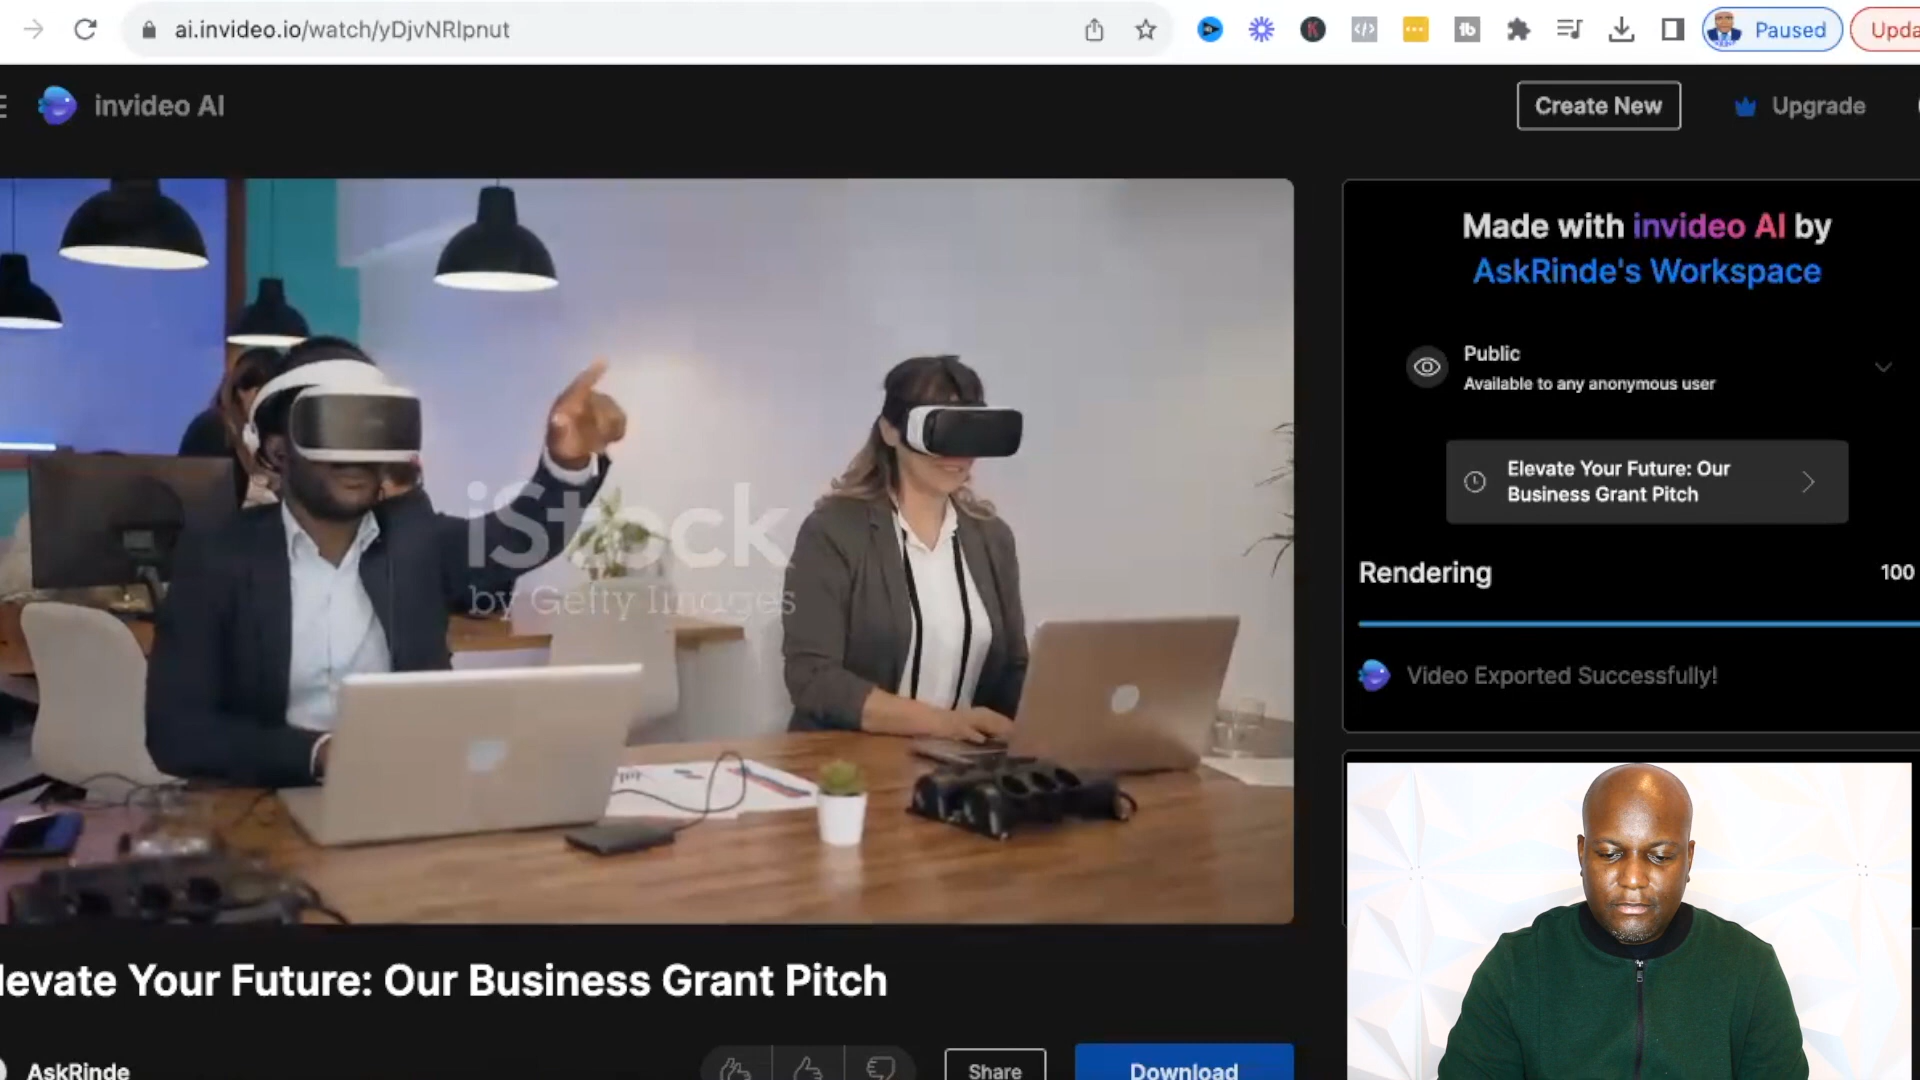 ai.invideo.io/watch/yDjvNRIpnut
Paused
Upda
invideo AI
Create New
Upgrade
Made with invideo AI by
AskRinde's Workspace
Public
Available to any anonymous user
Elevate Your Future: Our
Business Grant Pitch
Rendering
100
Video Exported Successfully!
iStock
by Getty Images
levate Your Future: Our Business Grant Pitch
AskRinde
Share
Download